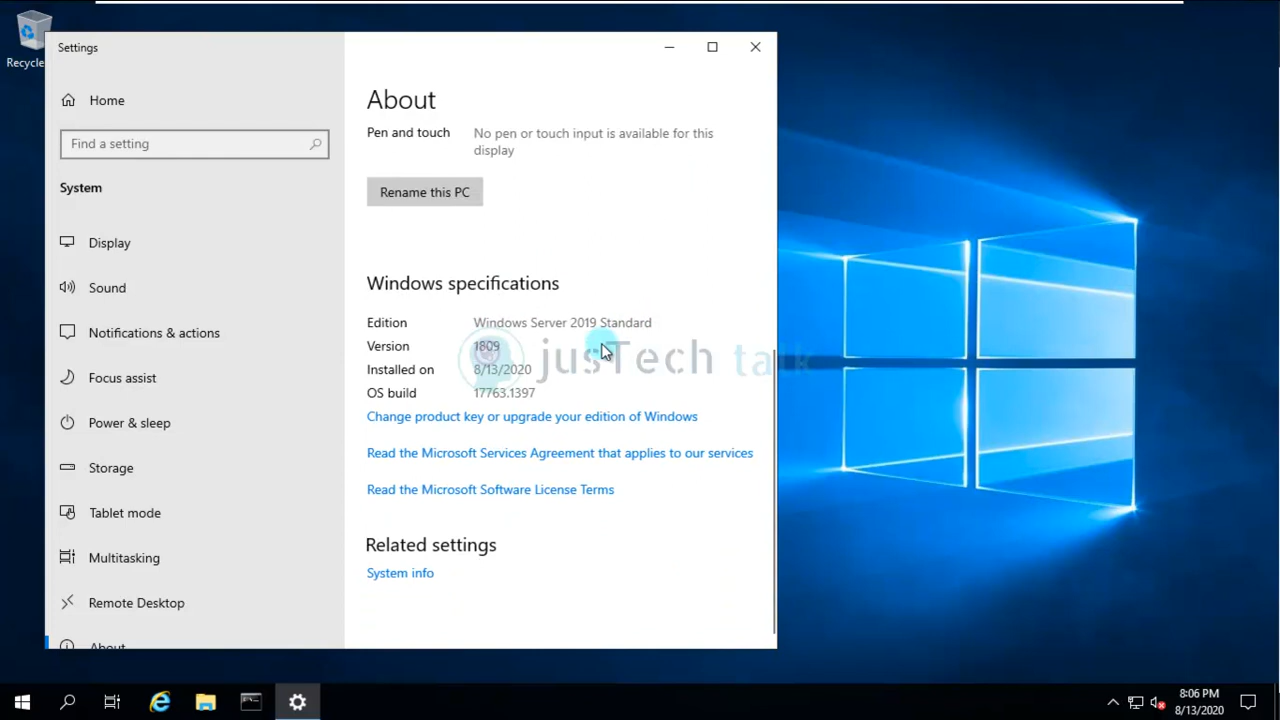 Recycle
Settings
Home
Find a setting
System
Display
Sound
Notifications & actions
Focus assist
Power & sleep
Storage
Tablet mode
Multitasking
Remote Desktop
About
About
Pen and touch No pen or touch input is available for this
display
Rename this PC
Windows specifications
Edition Windows Server 2019 Standard
Version 1809
Installed on 8/13/2020
OS build 17763.1397
jusTech talk
Change product key or upgrade your edition of Windows
Read the Microsoft Services Agreement that applies to our services
Read the Microsoft Software License Terms
Related settings
System info
8:06 PM
8/13/2020